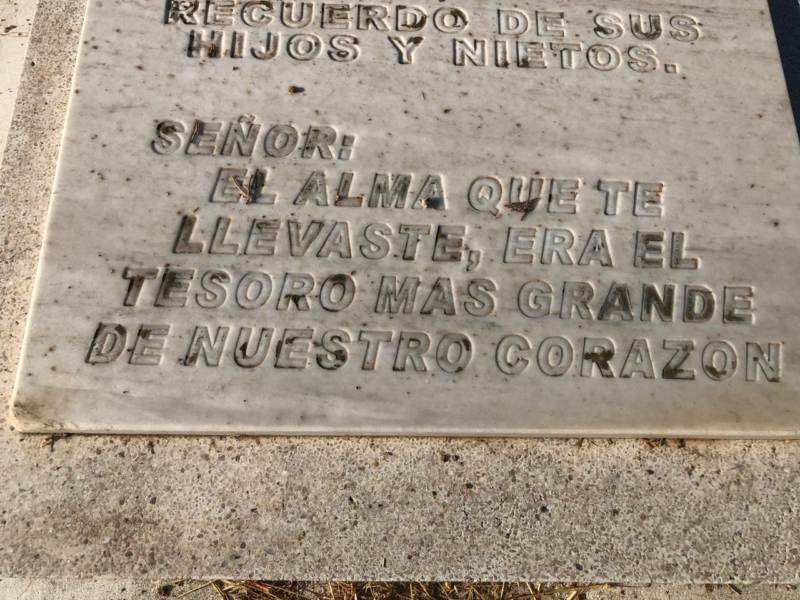 RECUERDO DE SUS
HIJOS Y NIETOS.
SEÑOR:
EL ALMA QUE TE
LLEVASTE, ERA EL
TESORO MAS GRANDE
DE NUESTRO CORAZON